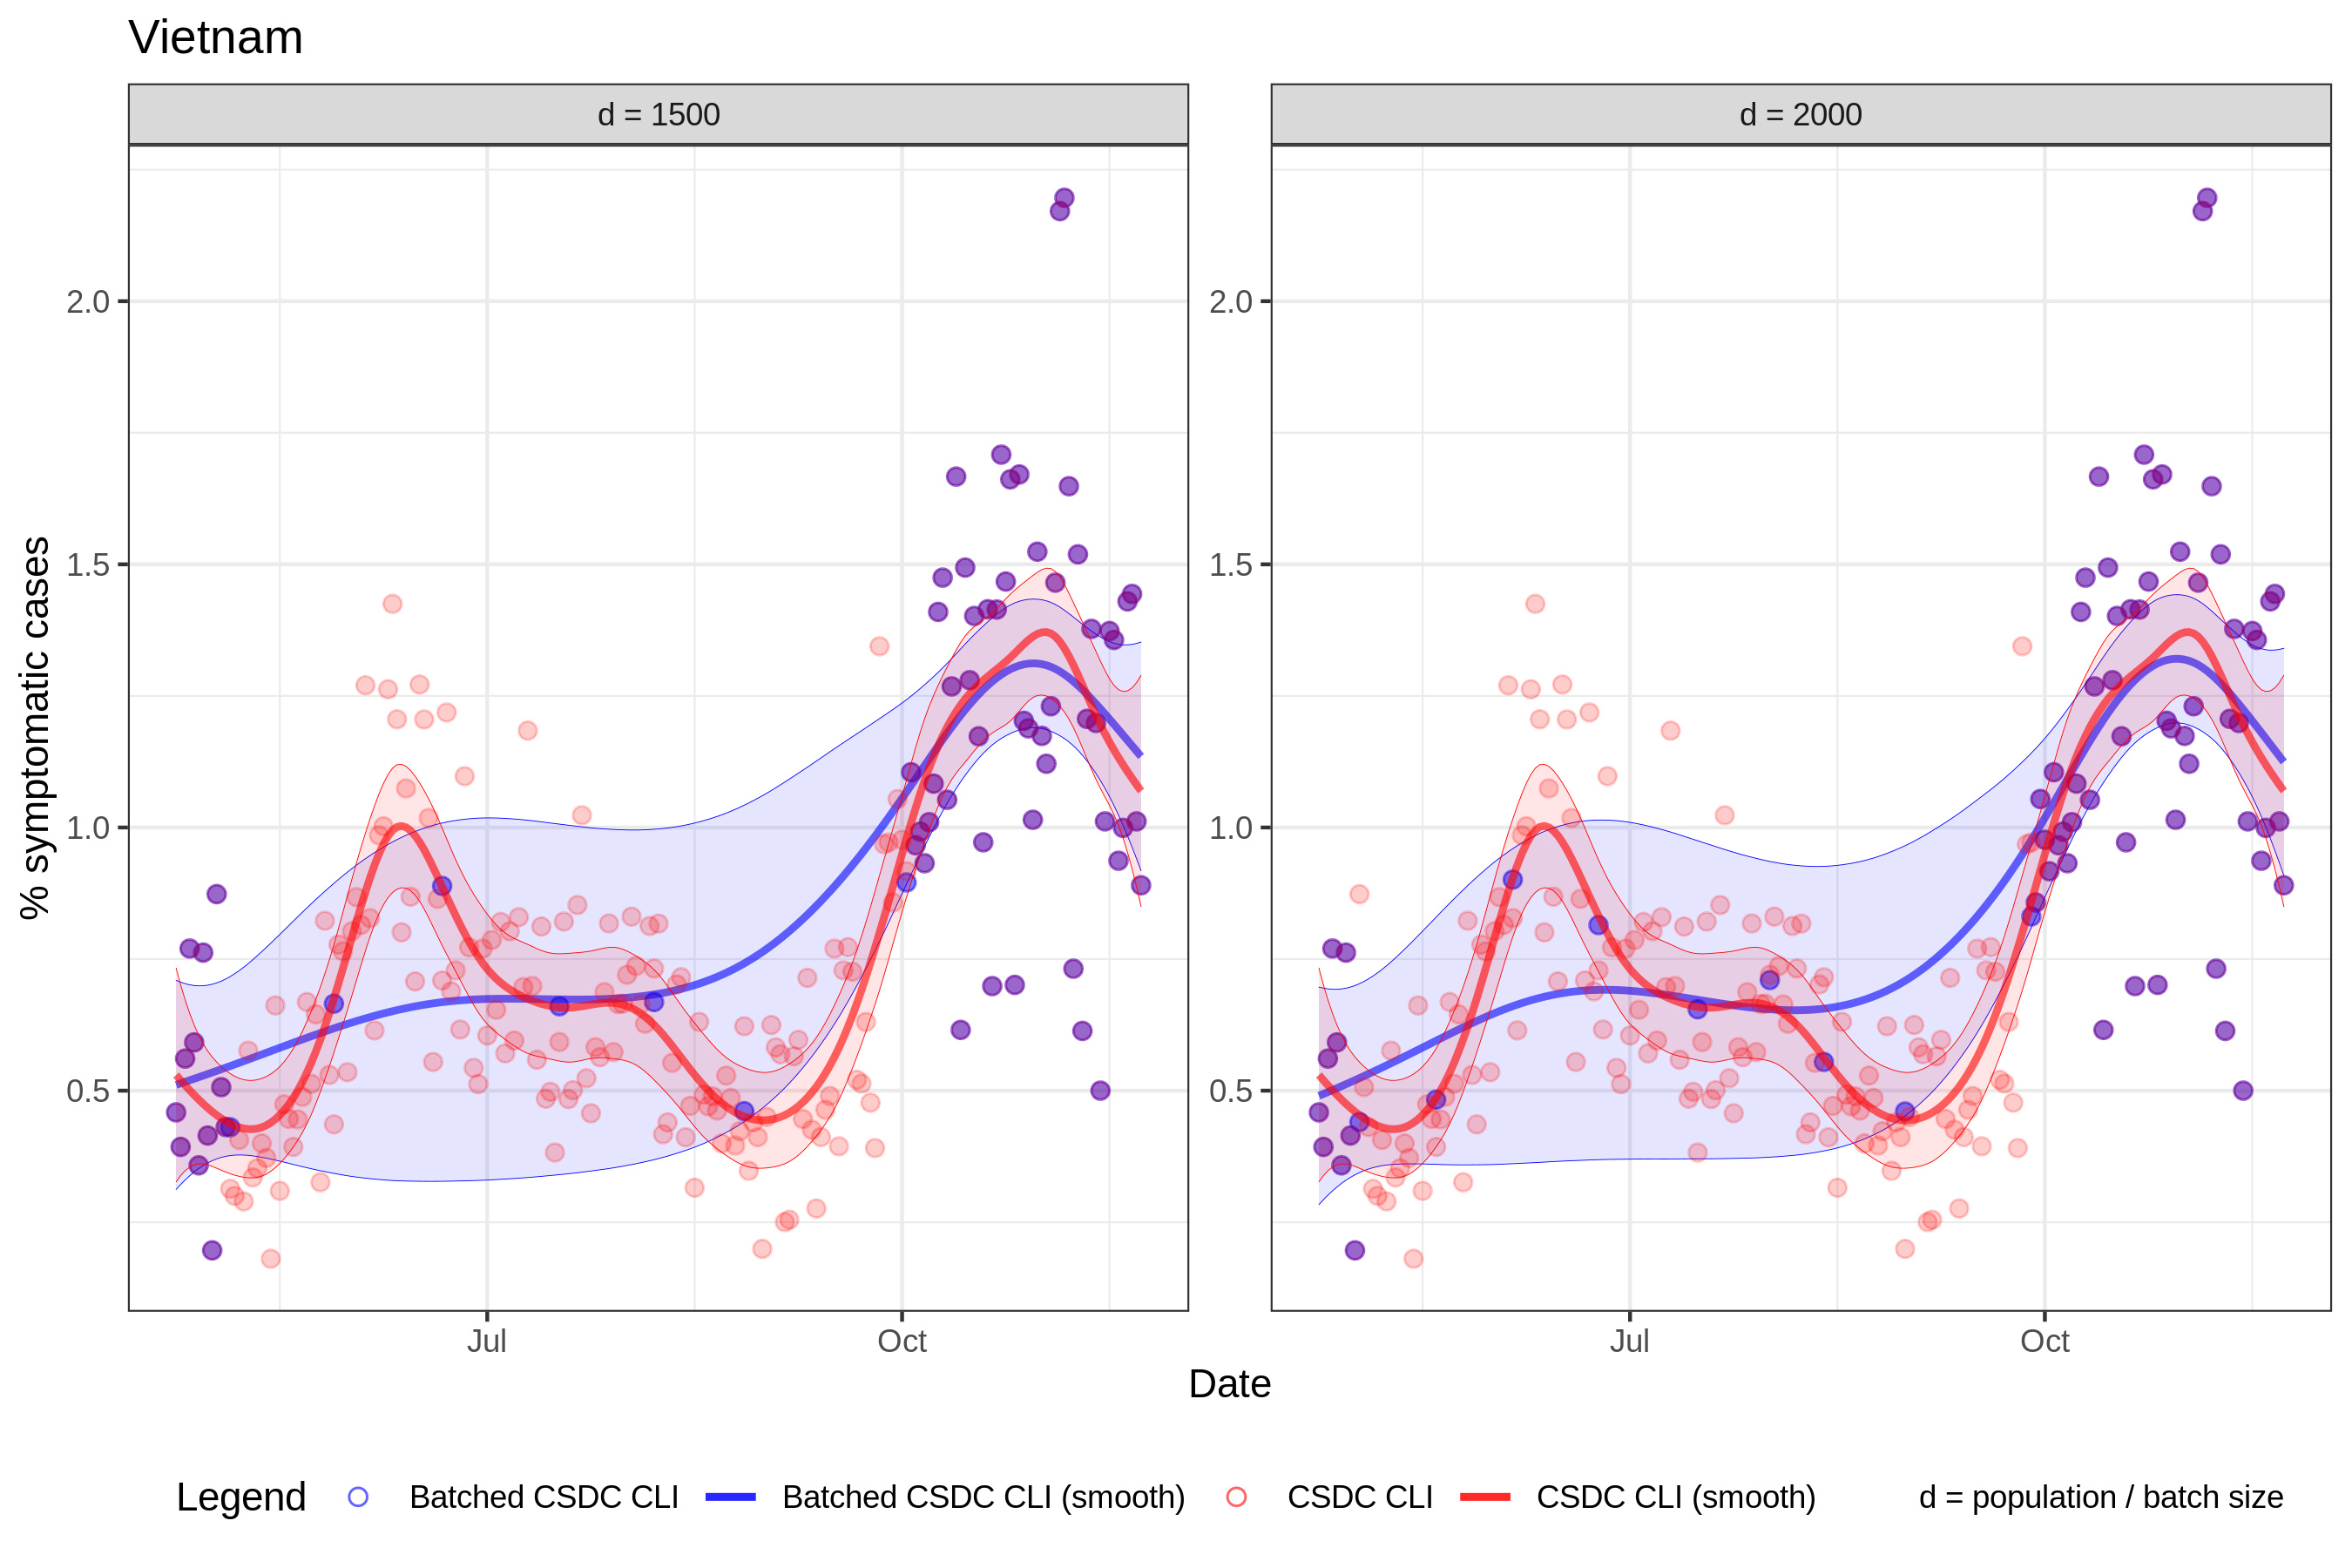 Vietnam
d = 1500
d = 2000
% symptomatic cases
2.0
1.5
1.0
0.5
2.0
1.5
1.0
0.5
Jul
Oct
Jul
Oct
Date
Legend
Batched CSDC CLI
Batched CSDC CLI (smooth)
CSDC CLI
CSDC CLI (smooth)
d = population / batch size